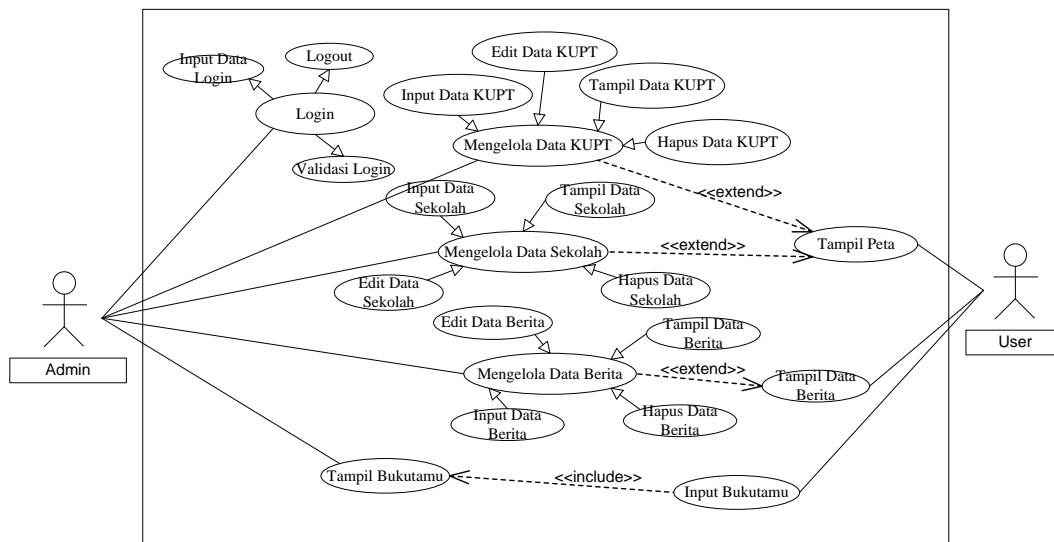 Edit Data KUPT
Input Data
Login
Logout
Tampil Data KUPT
Input Data KUPT
Login
Mengelola Data KUPT
Hapus Data KUPT
Validasi Login
Input Data
Sekolah
Tampil Data
Sekolah
<<extend>>
Mengelola Data Sekolah
<<extend>>
Tampil Peta
Edit Data
Sekolah
Hapus Data
Sekolah
Edit Data Berita
Tampil Data
Berita
User
Admin
Mengelola Data Berita
<<extend>>
Tampil Data
Berita
Input Data
Berita
Hapus Data
Berita
Tampil Bukutamu
<<include>>
Input Bukutamu